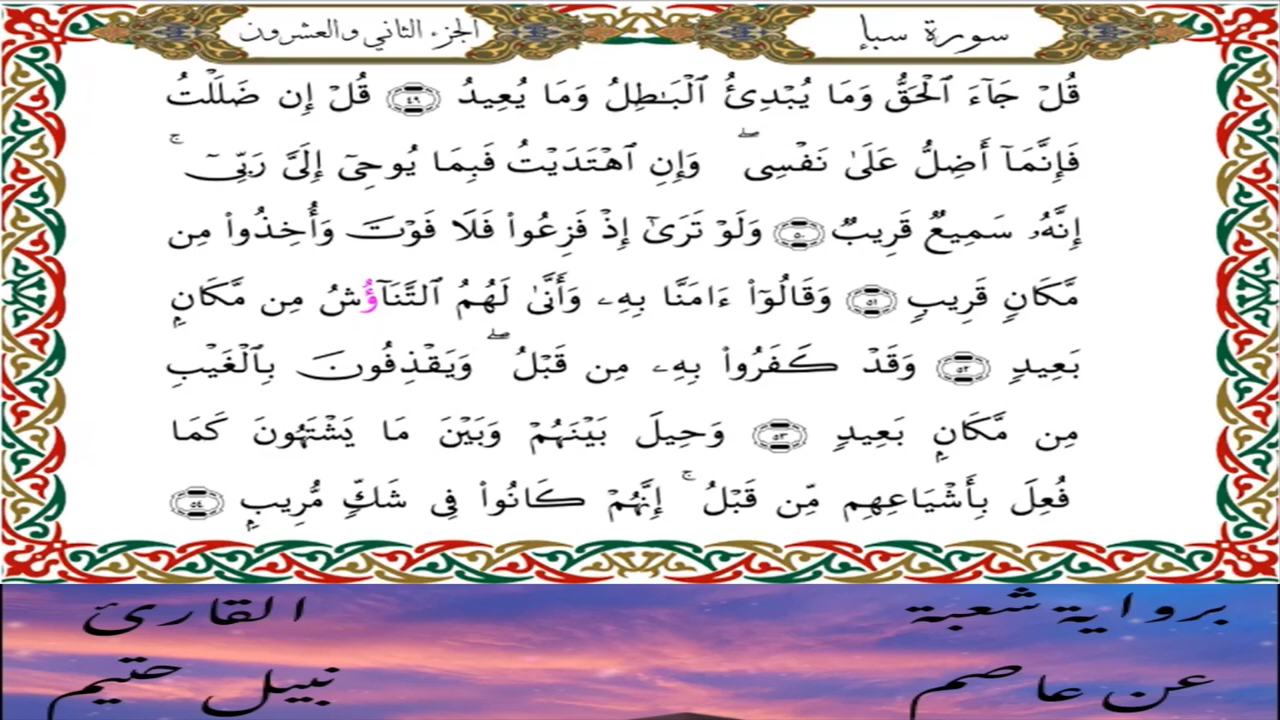 سورة سبإ
الجزء الثاني والعشرون
قُلْ جَآءَ ٱلْحَقُّ وَمَا يُبْدِئُ ٱلْبَـٰطِلُ وَمَا يُعِيدُ ٤٩ قُلْ إِن ضَلَلْتُ
فَإِنَّمَآ أَضِلُّ عَلَىٰ نَفْسِى ۖ وَإِنِ ٱهْتَدَيْتُ فَبِمَا يُوحِىٓ إِلَىَّ رَبِّىٓ ۚ
إِنَّهُۥ سَمِيعٌ قَرِيبٌ ٥٠ وَلَوْ تَرَىٰٓ إِذْ فَزِعُوا۟ فَلَا فَوْتَ وَأُخِذُوا۟ مِن
مَّكَانٍ قَرِيبٍ ٥١ وَقَالُوٓا۟ ءَامَنَّا بِهِۦ وَأَنَّىٰ لَهُمُ ٱلتَّنَآؤُشُ مِن مَّكَانٍۭ
بَعِيدٍ ٥٢ وَقَدْ كَفَرُوا۟ بِهِۦ مِن قَبْلُ ۖ وَيَقْذِفُونَ بِٱلْغَيْبِ
مِن مَّكَانٍۭ بَعِيدٍ ٥٣ وَحِيلَ بَيْنَهُمْ وَبَيْنَ مَا يَشْتَهُونَ كَمَا
فُعِلَ بِأَشْيَاعِهِم مِّن قَبْلُ ۚ إِنَّهُمْ كَانُوا۟ فِى شَكٍّ مُّرِيبٍۭ ٥٤
برواية شعبة
عن عاصم
القارئ
نبيل حتيم